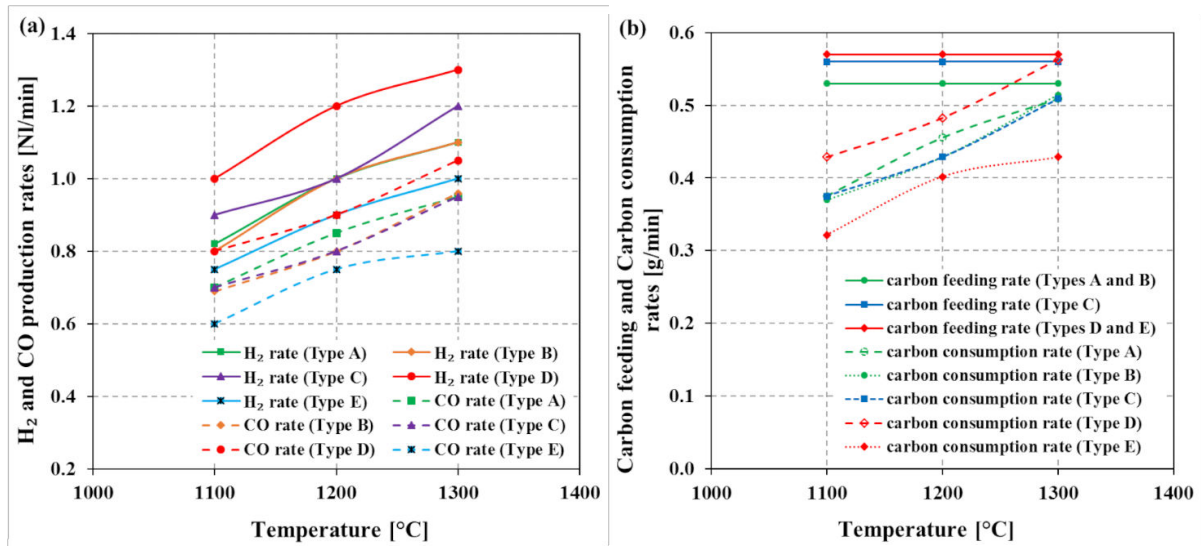 (a)
H₂ and CO production rates [Nl/min]
1.4
1.2
1.0
0.8
0.6
0.4
0.2
1000 1100 1200 1300 1400
Temperature [°C]
H₂ rate (Type A) H₂ rate (Type B)
H₂ rate (Type C) H₂ rate (Type D)
H₂ rate (Type E) CO rate (Type A)
CO rate (Type B) CO rate (Type C)
CO rate (Type D) CO rate (Type E)
(b)
Carbon feeding and Carbon consumption
rates [g/min]
0.6
0.5
0.4
0.3
0.2
0.1
0.0
1000 1100 1200 1300 1400
Temperature [°C]
carbon feeding rate (Types A and B)
carbon feeding rate (Type C)
carbon feeding rate (Types D and E)
carbon consumption rate (Type A)
carbon consumption rate (Type B)
carbon consumption rate (Type C)
carbon consumption rate (Type D)
carbon consumption rate (Type E)